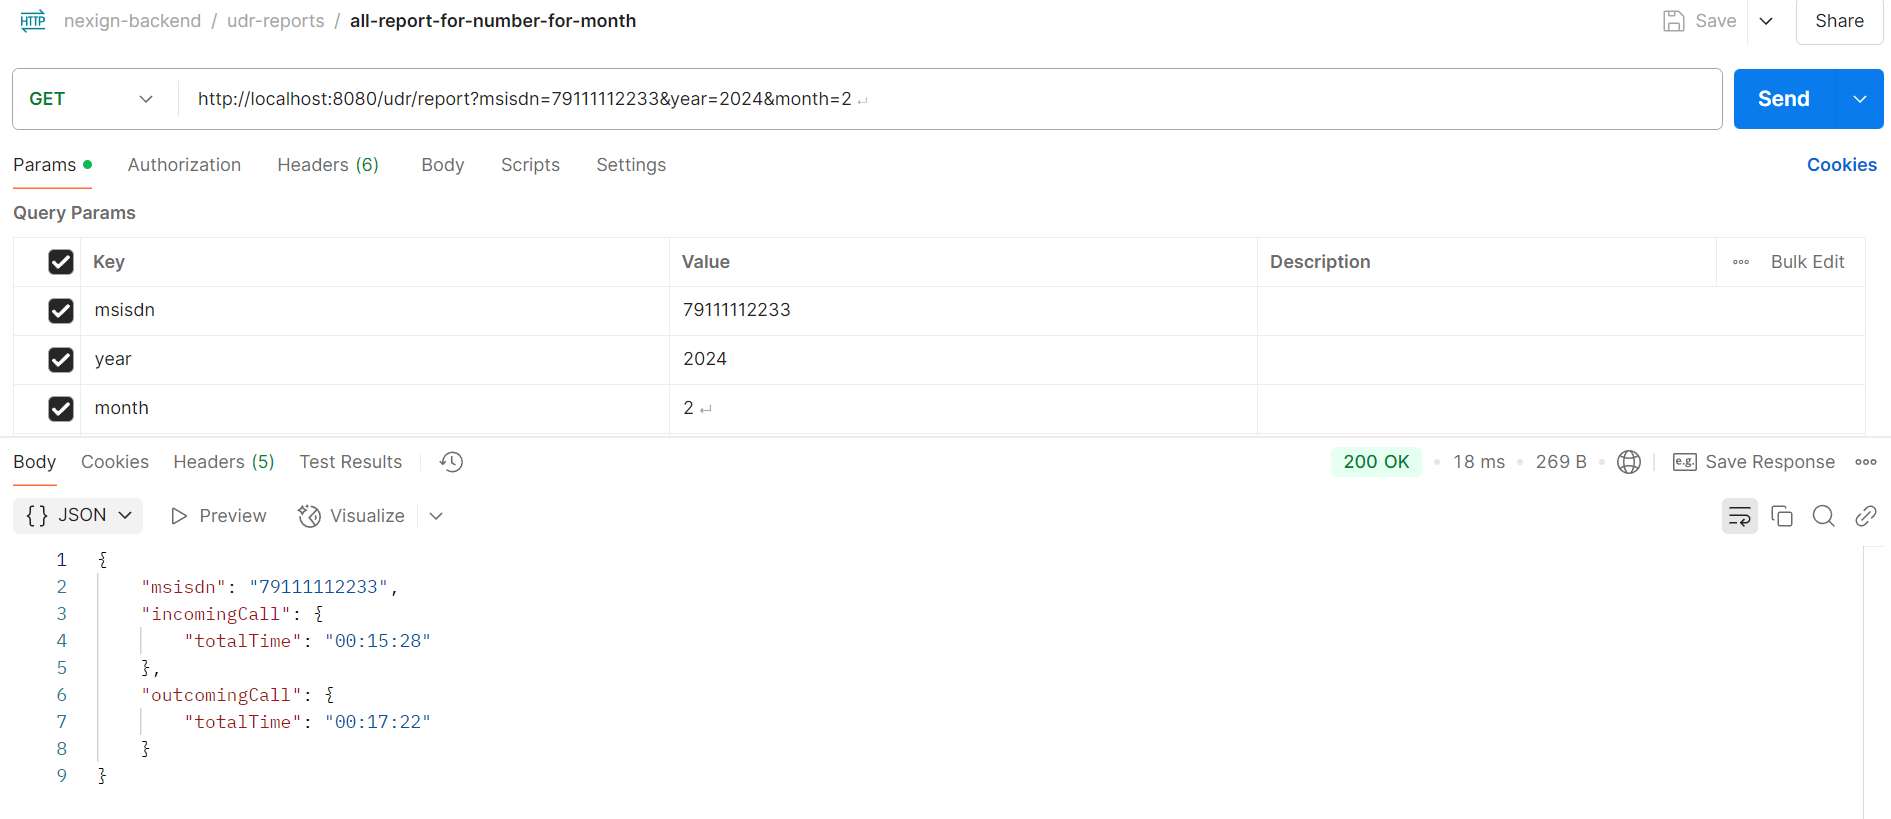 HTTP nexign-backend / udr-reports / all-report-for-number-for-month Save Share
GET http://localhost:8080/udr/report?msisdn=79111112233&year=2024&month=2 ↵ Send
Params Authorization Headers (6) Body Scripts Settings Cookies
Query Params
Key Value Description Bulk Edit
msisdn 79111112233
year 2024
month 2 ↵
Body Cookies Headers (5) Test Results 200 OK • 18 ms • 269 B • e.g. Save Response
{} JSON Preview Visualize
1 {
2 "msisdn": "79111112233",
3 "incomingCall": {
4 "totalTime": "00:15:28"
5 },
6 "outcomingCall": {
7 "totalTime": "00:17:22"
8 }
9 }